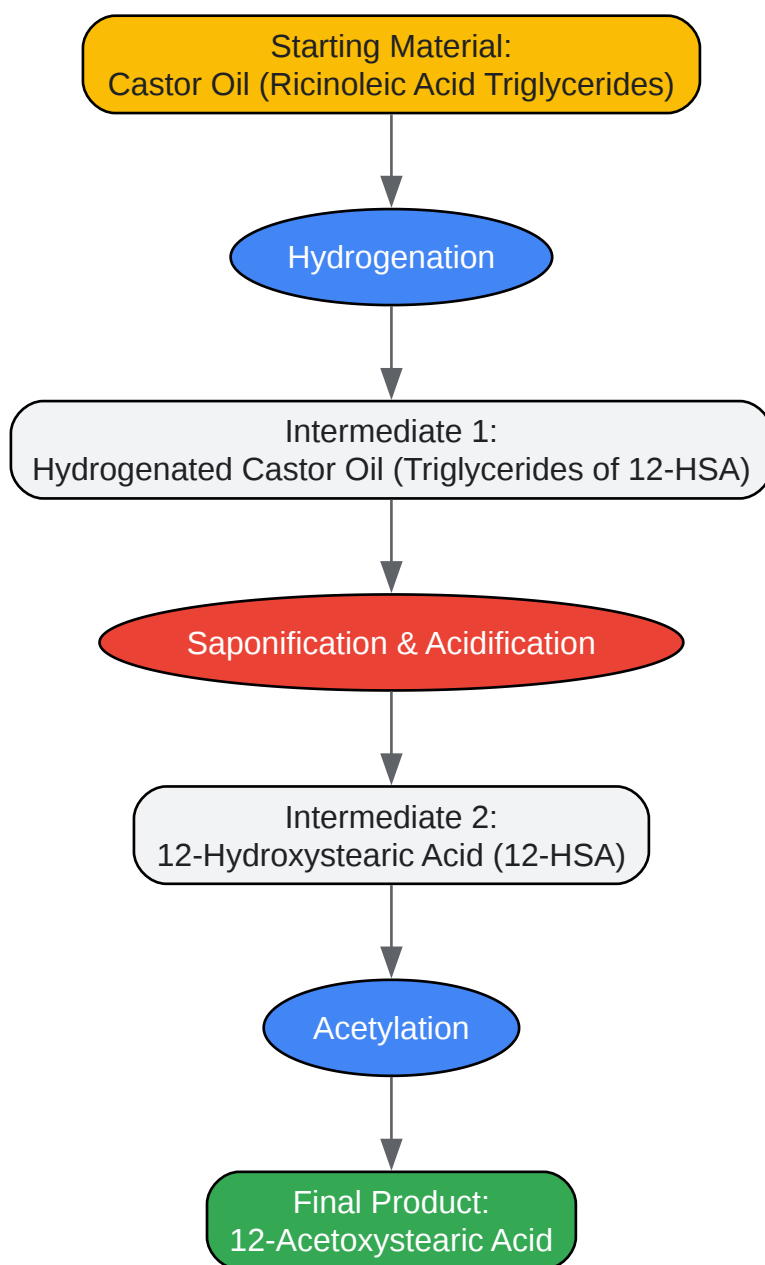 Starting Material:
Castor Oil (Ricinoleic Acid Triglycerides)
Hydrogenation
Intermediate 1:
Hydrogenated Castor Oil (Triglycerides of 12-HSA)
Saponification & Acidification
Intermediate 2:
12-Hydroxystearic Acid (12-HSA)
Acetylation
Final Product:
12-Acetoxystearic Acid